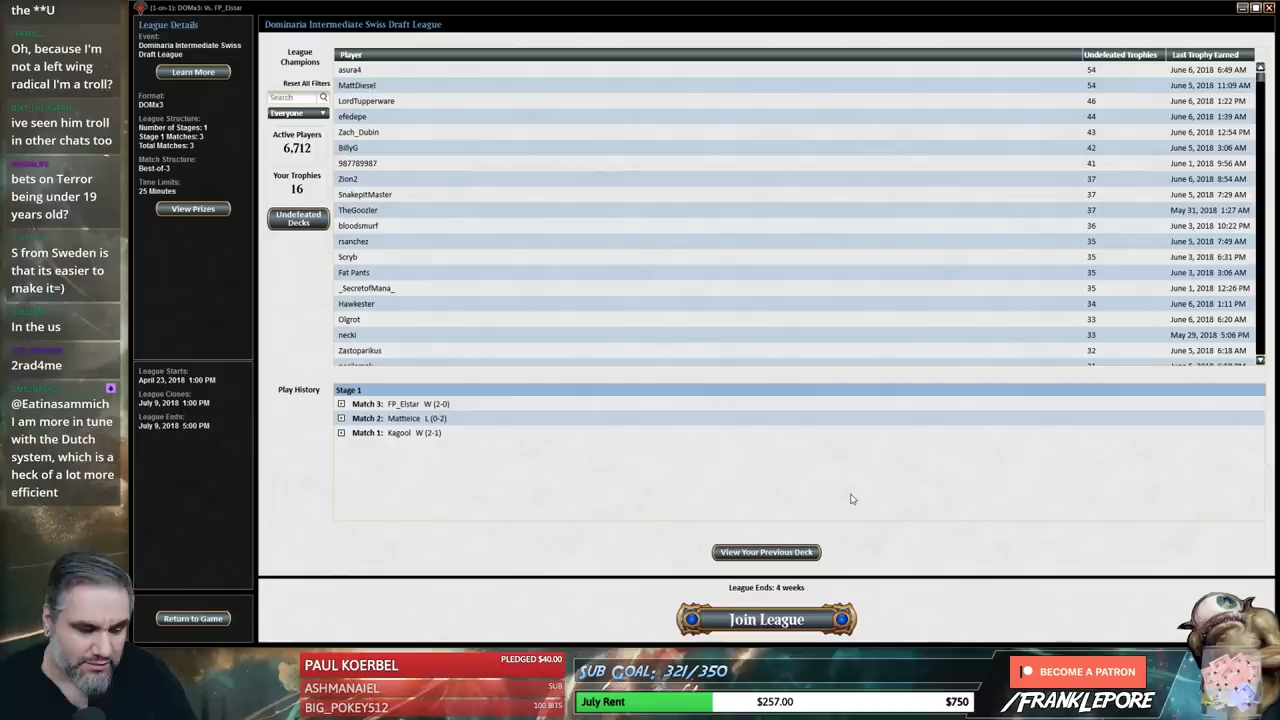 the **U
Oh, because I'm
not a left wing
radical I'm a troll?
ive seen him troll
in other chats too
bets on Terror
being under 19
years old?
S from Sweden is
that its easier to
make it=)
In the us
2rad4me
@Eatinasammich
I am more in tune
with the Dutch
system, which is a
heck of a lot more
efficient
(1-on-1): DOMx3: Vs. FP_Elstar
League Details
Event:
Dominaria Intermediate Swiss
Draft League
Learn More
Format:
DOMx3
League Structure:
Number of Stages: 1
Stage 1 Matches: 3
Total Matches: 3
Match Structure:
Best-of-3
Time Limits:
25 Minutes
View Prizes
League Starts:
April 23, 2018 1:00 PM
League Closes:
July 9, 2018 1:00 PM
League Ends:
July 9, 2018 5:00 PM
Return to Game
Dominaria Intermediate Swiss Draft League
League
Champions
Reset All Filters
Search
Everyone
Active Players
6,712
Your Trophies
16
Undefeated
Decks
Player Undefeated Trophies Last Trophy Earned
asura4 54 June 6, 2018 6:49 AM
MattDiesel 54 June 5, 2018 11:09 AM
LordTupperware 46 June 6, 2018 1:22 PM
efedepe 44 June 6, 2018 1:39 AM
Zach_Dubin 43 June 6, 2018 12:54 PM
BillyG 42 June 5, 2018 3:06 AM
987789987 41 June 1, 2018 9:56 AM
Zion2 37 June 6, 2018 8:54 AM
SnakepitMaster 37 June 5, 2018 7:29 AM
TheGoozler 37 May 31, 2018 1:27 AM
bloodsmurf 36 June 3, 2018 10:22 PM
rsanchez 35 June 5, 2018 7:49 AM
Scryb 35 June 3, 2018 6:31 PM
Fat Pants 35 June 3, 2018 3:06 AM
_SecretofMana_ 35 June 1, 2018 12:26 PM
Hawkester 34 June 6, 2018 1:11 PM
Olgrot 33 June 6, 2018 6:20 AM
necki 33 May 29, 2018 5:06 PM
Zastoparikus 32 June 5, 2018 6:18 AM
Play History
Stage 1
Match 3: FP_Elstar W (2-0)
Match 2: Mattielce L (0-2)
Match 1: Kagool W (2-1)
View Your Previous Deck
League Ends: 4 weeks
Join League
PAUL KOERBEL PLEDGED $40.00
ASHMANAIEL SUB
BIG_POKEY512 100 BITS
SUB GOAL: 321/350
July Rent $257.00 $750
BECOME A PATRON
/FRANKLEPORE